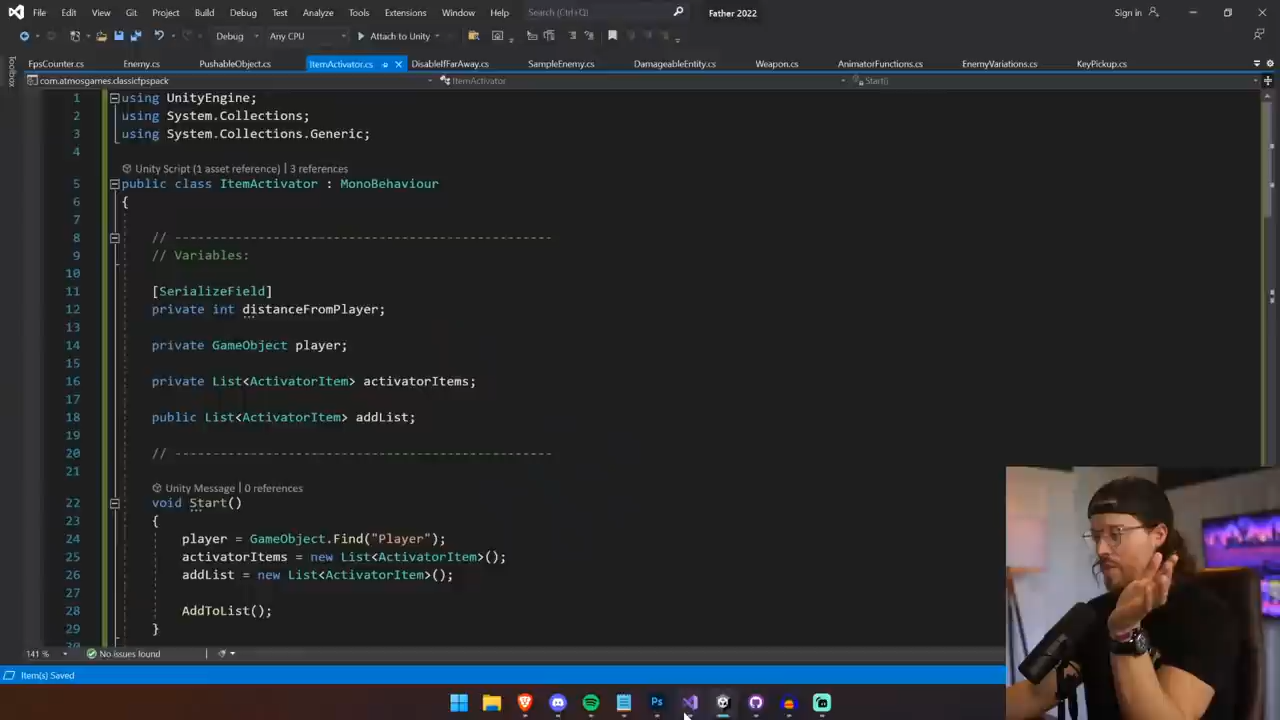 File Edit View Git Project Build Debug Test Analyze Tools Extensions Window Help Search (Ctrl+Q) Father 2022 Sign in
Debug Any CPU Attach to Unity
Toolbox
FpsCounter.cs Enemy.cs PushableObject.cs ItemActivator.cs DisableIfFarAway.cs SampleEnemy.cs DamageableEntity.cs Weapon.cs AnimatorFunctions.cs EnemyVariations.cs KeyPickup.cs
com.atmosgames.classicfpspack ItemActivator Start()
1 using UnityEngine;
2 using System.Collections;
3 using System.Collections.Generic;
4
Unity Script (1 asset reference) | 3 references
5 public class ItemActivator : MonoBehaviour
6 {
7
8 // --------------------------------------------------
9 // Variables:
10
11 [SerializeField]
12 private int distanceFromPlayer;
13
14 private GameObject player;
15
16 private List<ActivatorItem> activatorItems;
17
18 public List<ActivatorItem> addList;
19
20 // --------------------------------------------------
21
Unity Message | 0 references
22 void Start()
23 {
24 player = GameObject.Find("Player");
25 activatorItems = new List<ActivatorItem>();
26 addList = new List<ActivatorItem>();
27
28 AddToList();
29 }
30
141 % No issues found
Item(s) Saved
Ps